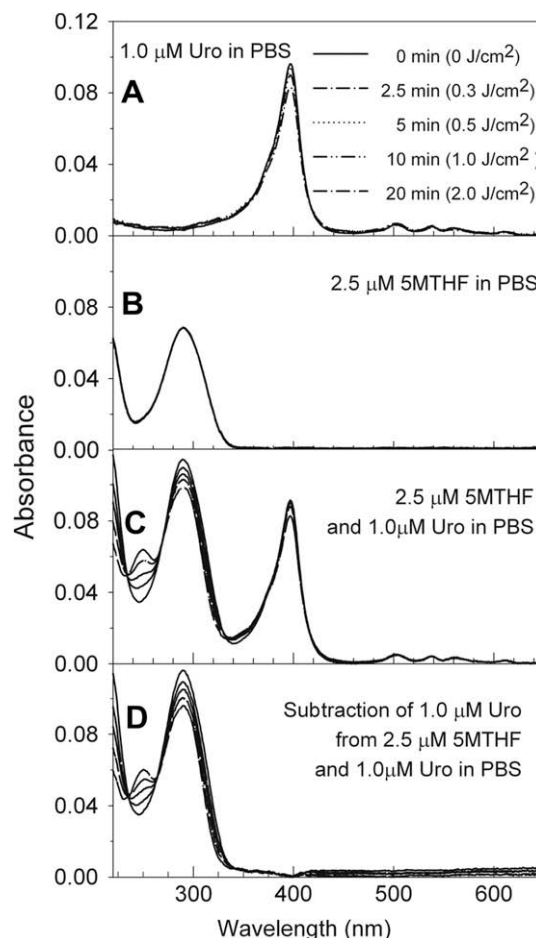 0.12
1.0 μM Uro in PBS
0 min (0 J/cm2)
A
2.5 min (0.3 J/cm2)
0.08
5 min (0.5 J/cm2)
10 min (1.0 J/cm2)
0.04
20 min (2.0 J/cm2)
0.00
B
2.5 μM 5MTHF in PBS
0.08
0.04
0.00
Absorbance
C
2.5 μM 5MTHF
and 1.0μM Uro in PBS
0.08
0.04
0.00
D
Subtraction of 1.0 μM Uro
from 2.5 μM 5MTHF
and 1.0μM Uro in PBS
0.08
0.04
0.00
300 400 500 600
Wavelength (nm)